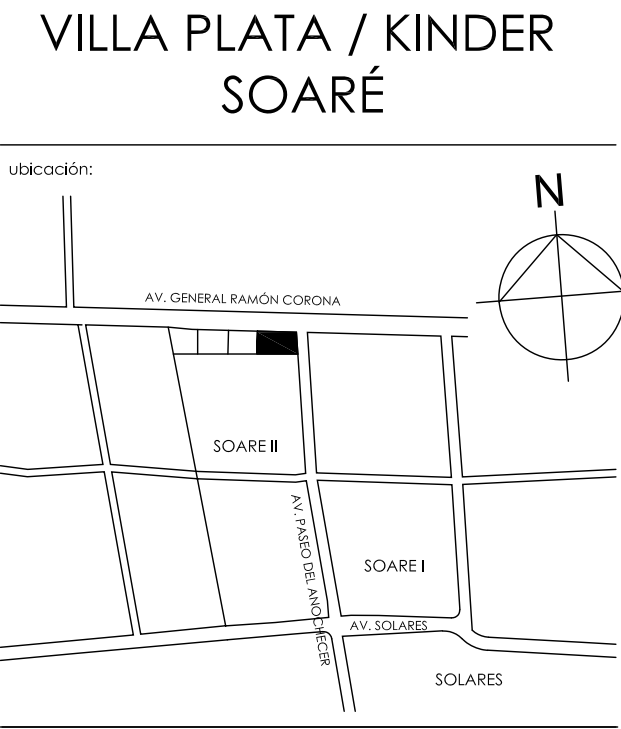 VILLA PLATA / KINDER
SOARÉ
ubicación:
N
AV. GENERAL RAMÓN CORONA
SOARE II
AV. PASEO DEL ANOCHECER
SOARE I
AV. SOLARES
SOLARES